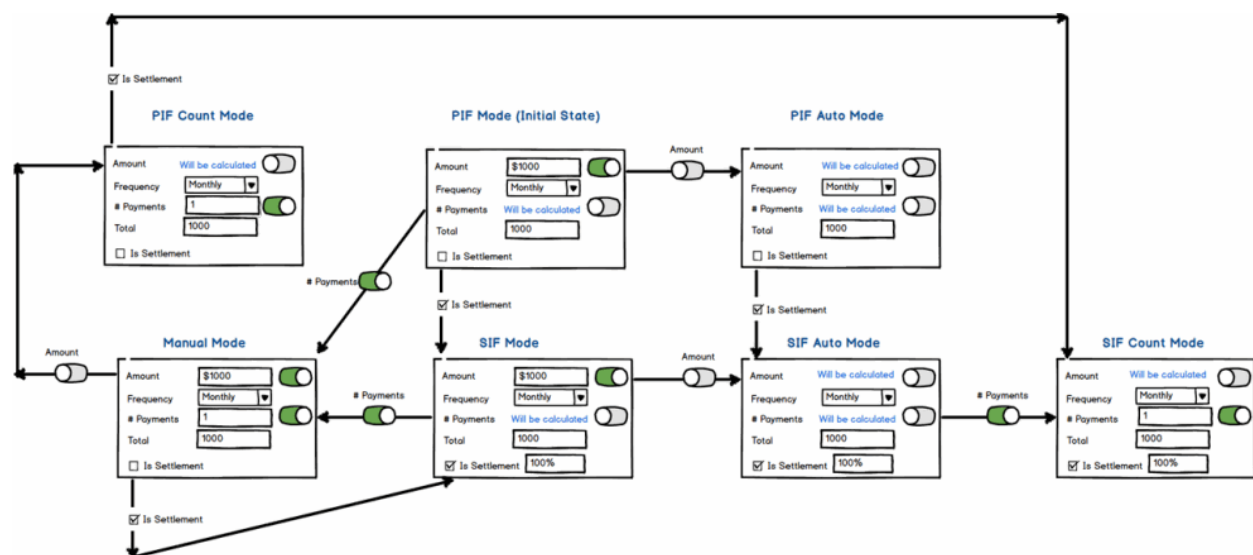 Is Settlement
PIF Count Mode
Amount Will be calculated
Frequency Monthly
# Payments 1
Total 1000
Is Settlement
PIF Mode (Initial State)
Amount $1000
Frequency Monthly
# Payments Will be calculated
Total 1000
Is Settlement
Amount
PIF Auto Mode
Amount Will be calculated
Frequency Monthly
# Payments Will be calculated
Total 1000
Is Settlement
# Payments
Is Settlement
Is Settlement
Amount
Manual Mode
Amount $1000
Frequency Monthly
# Payments 1
Total 1000
Is Settlement
# Payments
SIF Mode
Amount $1000
Frequency Monthly
# Payments Will be calculated
Total 1000
Is Settlement 100%
Amount
SIF Auto Mode
Amount Will be calculated
Frequency Monthly
# Payments Will be calculated
Total 1000
Is Settlement 100%
# Payments
SIF Count Mode
Amount Will be calculated
Frequency Monthly
# Payments 1
Total 1000
Is Settlement 100%
Is Settlement